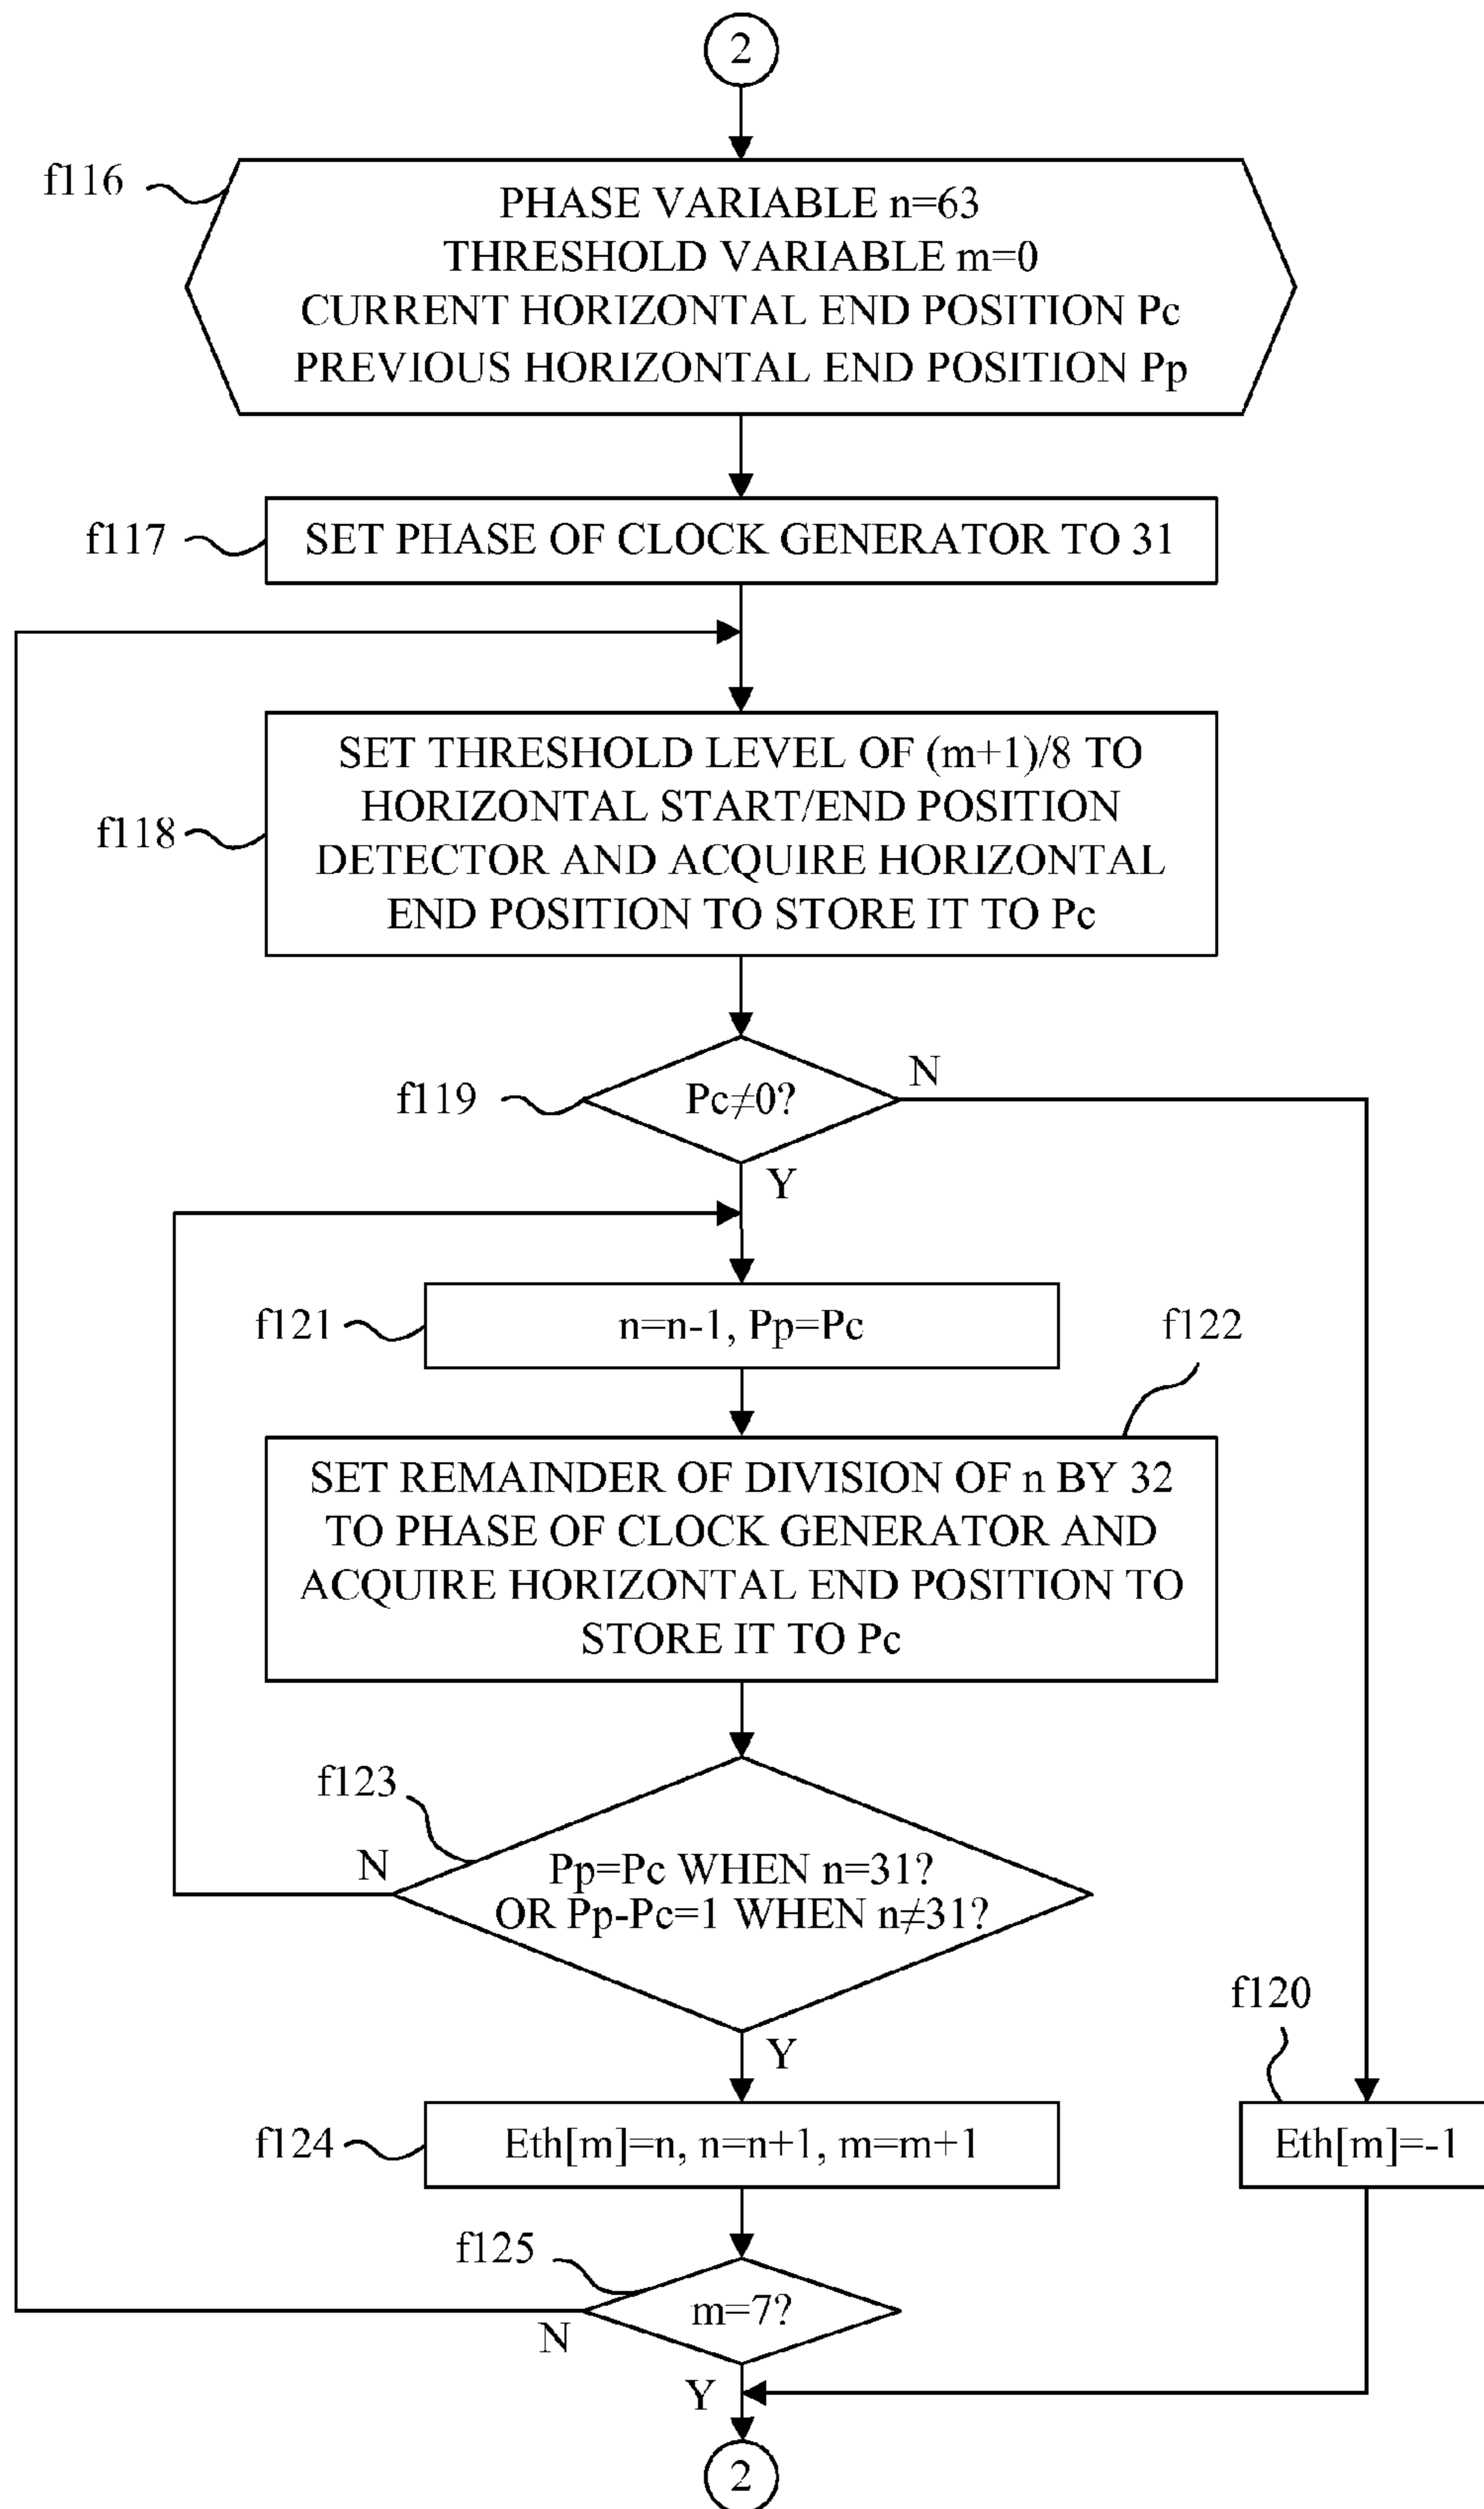 2
f116
PHASE VARIABLE n=63
THRESHOLD VARIABLE m=0
CURRENT HORIZONTAL END POSITION Pc
PREVIOUS HORIZONTAL END POSITION Pp
f117
SET PHASE OF CLOCK GENERATOR TO 31
f118
SET THRESHOLD LEVEL OF (m+1)/8 TO
HORIZONTAL START/END POSITION
DETECTOR AND ACQUIRE HORIZONTAL
END POSITION TO STORE IT TO Pc
f119
Pc≠0?
N
Y
f121
n=n-1, Pp=Pc
f122
SET REMAINDER OF DIVISION OF n BY 32
TO PHASE OF CLOCK GENERATOR AND
ACQUIRE HORIZONTAL END POSITION TO
STORE IT TO Pc
f123
N
Pp=Pc WHEN n=31?
OR Pp-Pc=1 WHEN n≠31?
Y
f120
f124
Eth[m]=n, n=n+1, m=m+1
Eth[m]=-1
f125
m=7?
N
Y
2